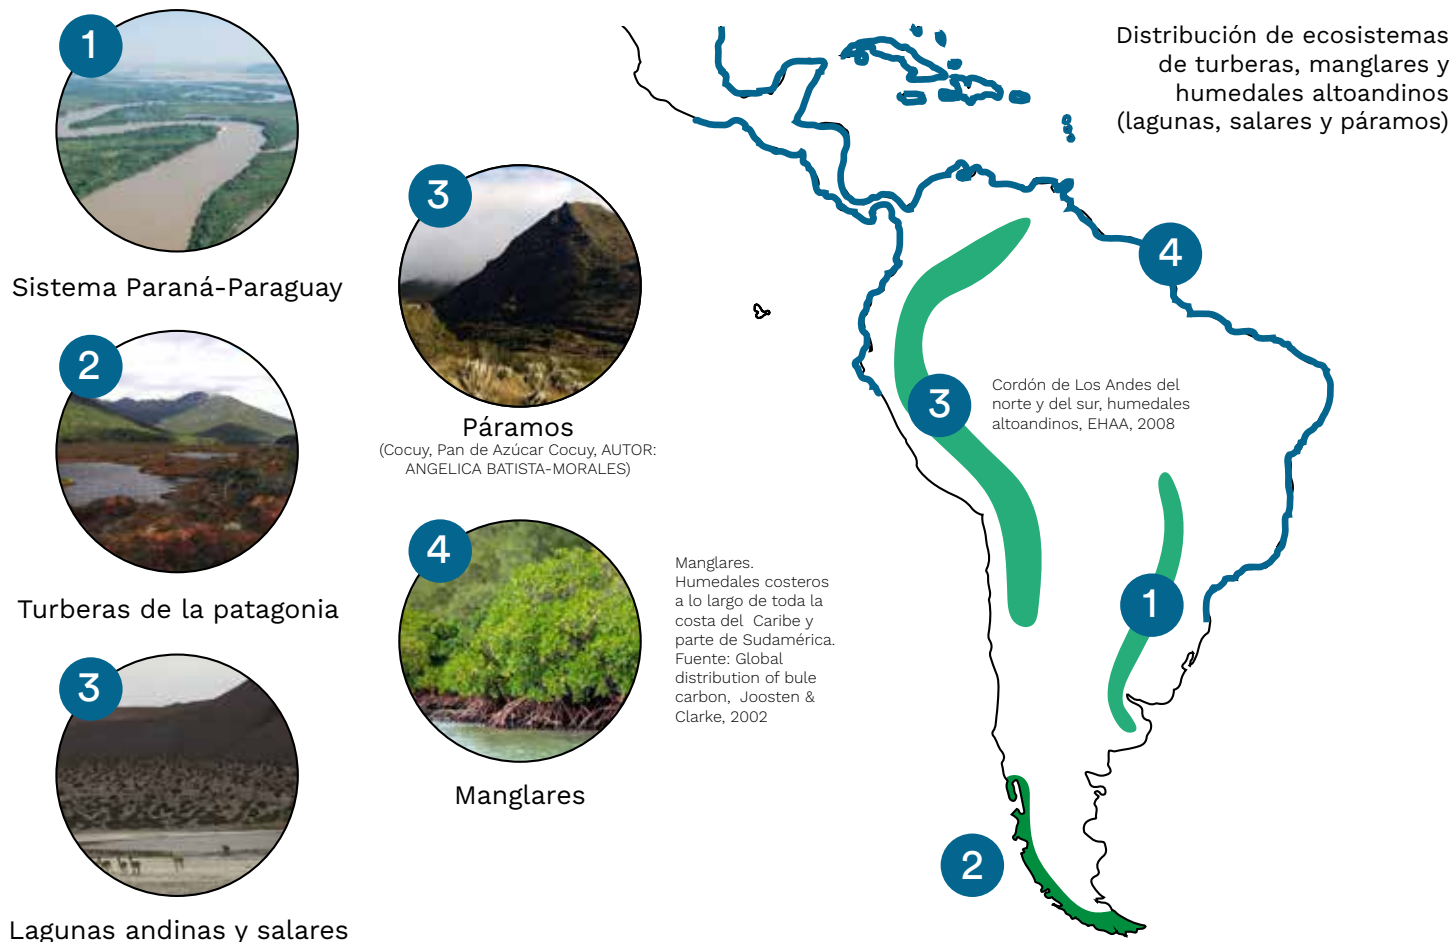 1
Sistema Paraná-Paraguay
2
Turberas de la patagonia
3
Lagunas andinas y salares
3
Páramos
(Cocuy, Pan de Azúcar Cocuy, AUTOR:
ANGELICA BATISTA-MORALES)
4
Manglares
Manglares.
Humedales costeros
a lo largo de toda la
costa del Caribe y
parte de Sudamérica.
Fuente: Global
distribution of bule
carbon, Joosten &
Clarke, 2002
Distribución de ecosistemas
de turberas, manglares y
humedales altoandinos
(lagunas, salares y páramos)
4
3
Cordón de Los Andes del
norte y del sur, humedales
altoandinos, EHAA, 2008
1
2